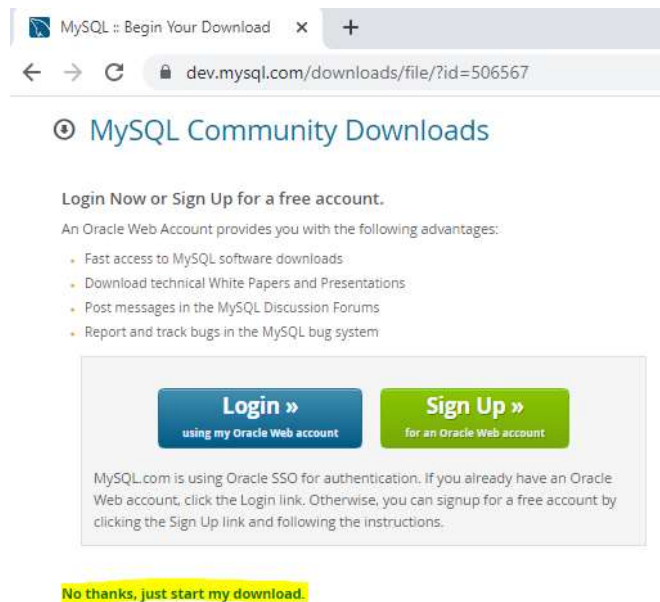 MySQL :: Begin Your Download
dev.mysql.com/downloads/file/?id=506567
MySQL Community Downloads
Login Now or Sign Up for a free account.
An Oracle Web Account provides you with the following advantages:
Fast access to MySQL software downloads
Download technical White Papers and Presentations
Post messages in the MySQL Discussion Forums
Report and track bugs in the MySQL bug system
Login »
using my Oracle Web account
Sign Up »
for an Oracle Web account
MySQL.com is using Oracle SSO for authentication. If you already have an Oracle
Web account, click the Login link. Otherwise, you can signup for a free account by
clicking the Sign Up link and following the instructions.
No thanks, just start my download.